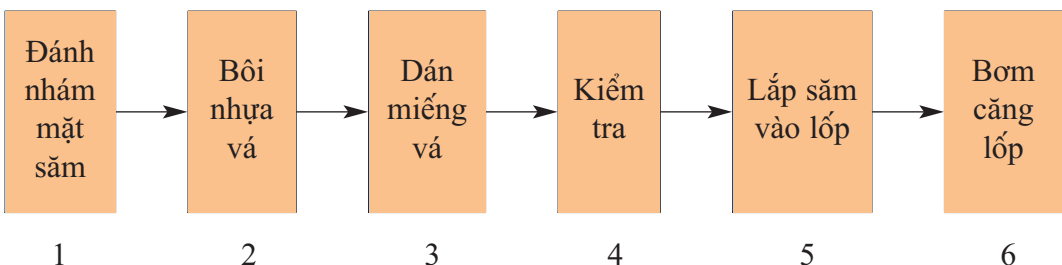 Đánh
nhám
mặt
săm
Bôi
nhựa
vá
Dán
miếng
vá
Kiểm
tra
Lắp săm
vào lốp
Bơm
căng
lốp
1
2
3
4
5
6